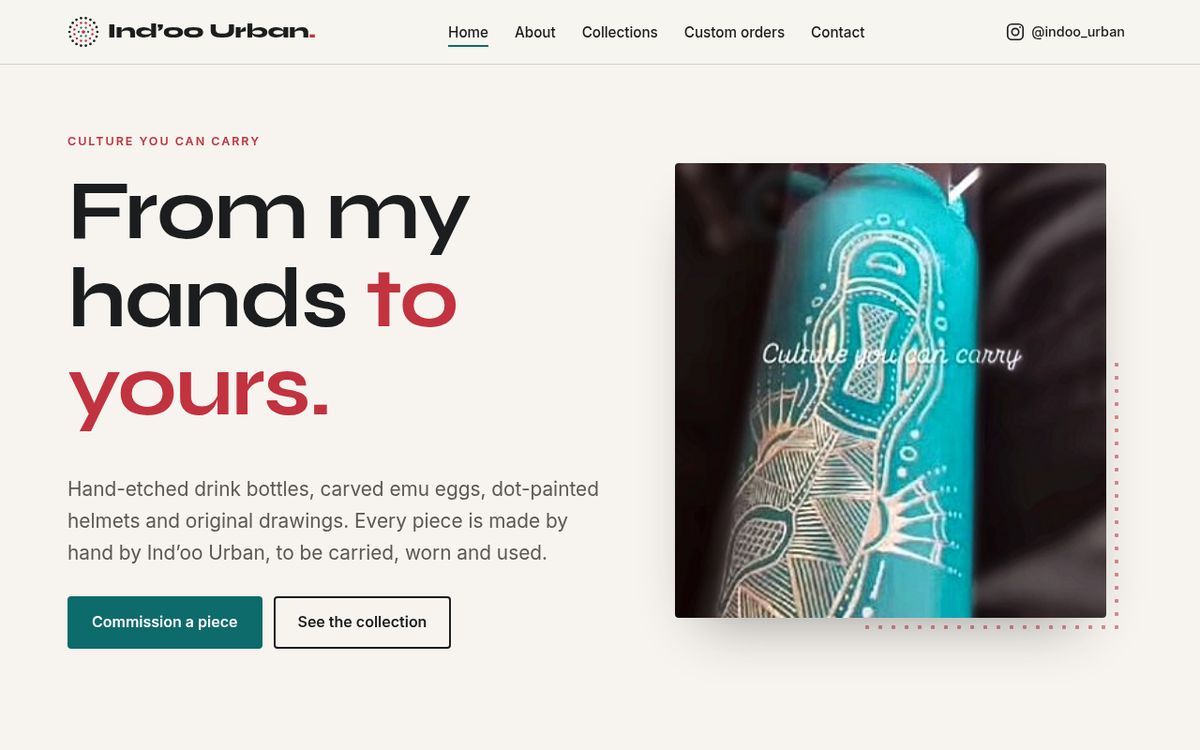 Ind’oo Urban.
Home
About
Collections
Custom orders
Contact
@indoo_urban
CULTURE YOU CAN CARRY
From my
hands to
yours.
Hand-etched drink bottles, carved emu eggs, dot-painted
helmets and original drawings. Every piece is made by
hand by Ind’oo Urban, to be carried, worn and used.
Commission a piece
See the collection
Culture you can carry